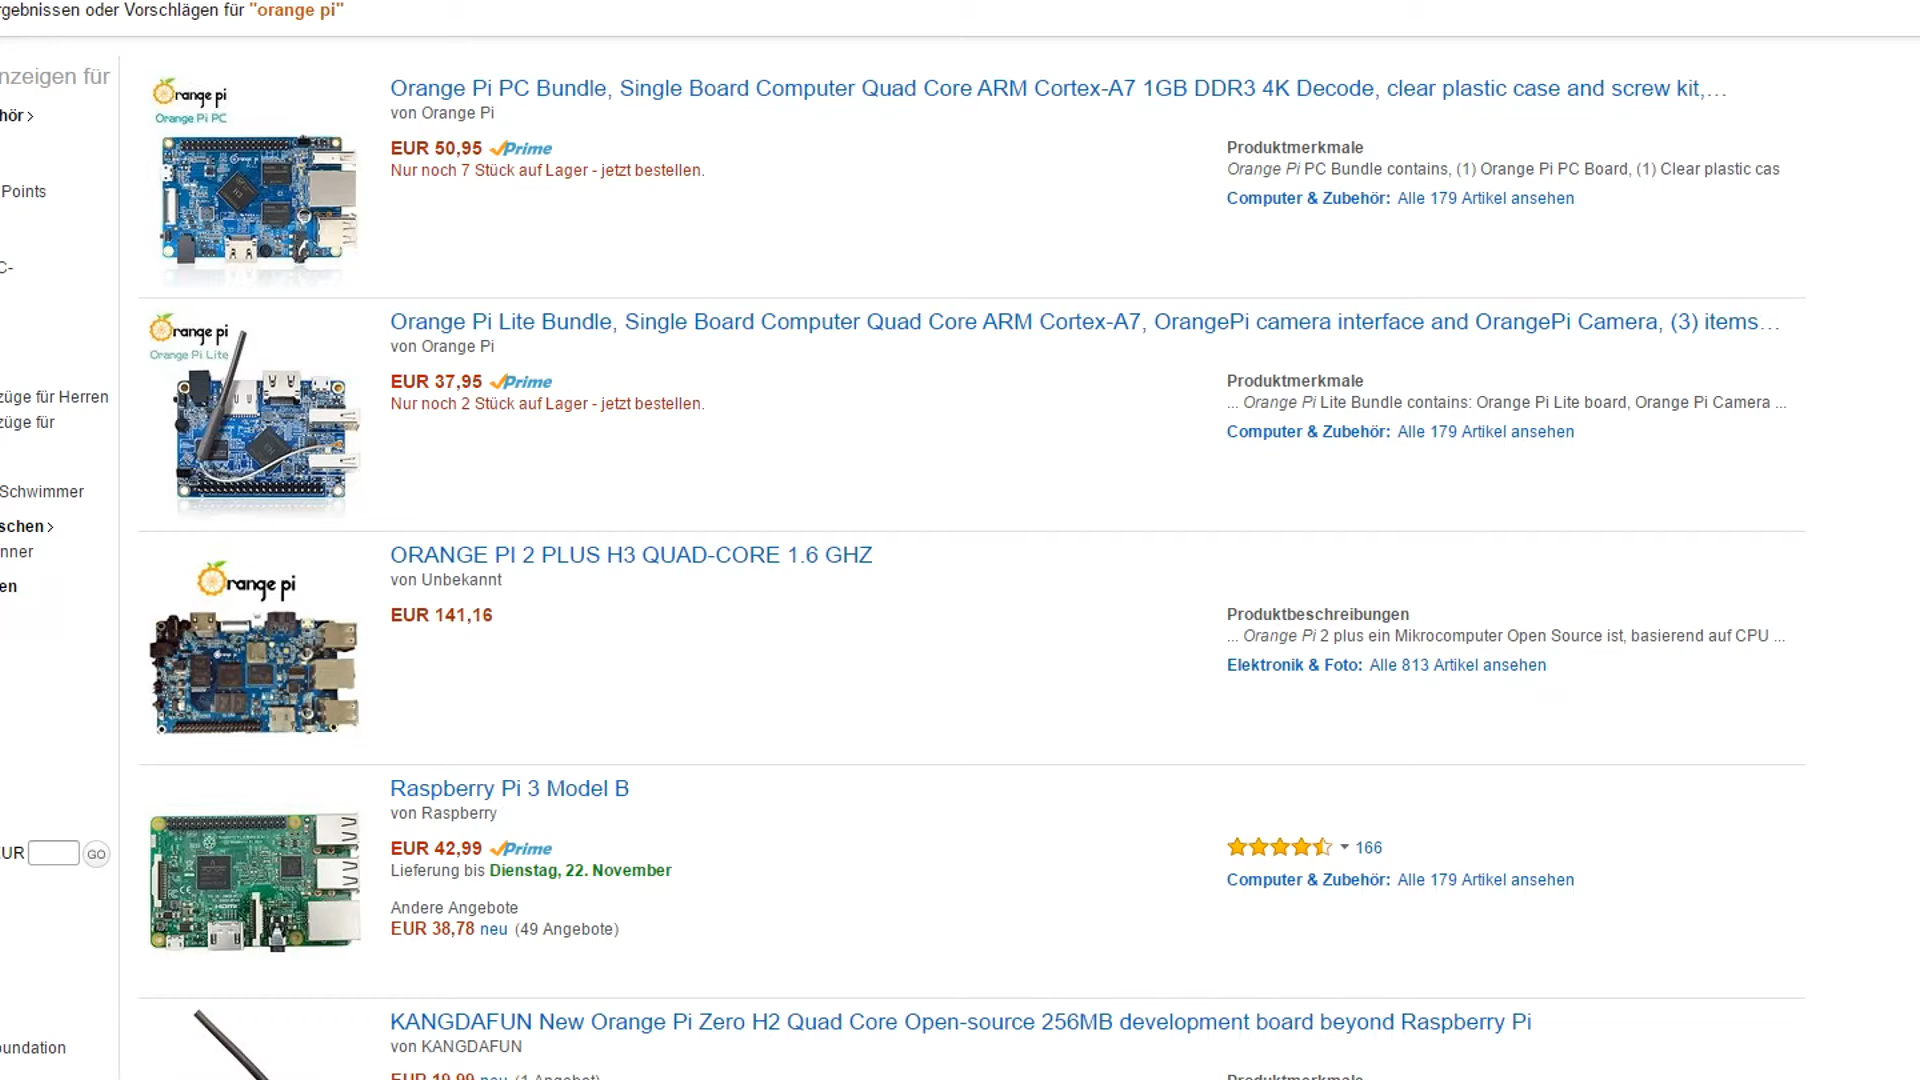 rgebnissen oder Vorschlägen für "orange pi"
nzeigen für
hör
Points
C-
züge für Herren
züge für
Schwimmer
schen
nner
en
EUR GO
oundation
Orange pi
Orange Pi PC
Orange Pi PC Bundle, Single Board Computer Quad Core ARM Cortex-A7 1GB DDR3 4K Decode, clear plastic case and screw kit,...
von Orange Pi
EUR 50,95 Prime
Nur noch 7 Stück auf Lager - jetzt bestellen.
Produktmerkmale
Orange Pi PC Bundle contains, (1) Orange Pi PC Board, (1) Clear plastic cas
Computer & Zubehör: Alle 179 Artikel ansehen
Orange pi
Orange Pi Lite
Orange Pi Lite Bundle, Single Board Computer Quad Core ARM Cortex-A7, OrangePi camera interface and OrangePi Camera, (3) items...
von Orange Pi
EUR 37,95 Prime
Nur noch 2 Stück auf Lager - jetzt bestellen.
Produktmerkmale
... Orange Pi Lite Bundle contains: Orange Pi Lite board, Orange Pi Camera ...
Computer & Zubehör: Alle 179 Artikel ansehen
Orange pi
ORANGE PI 2 PLUS H3 QUAD-CORE 1.6 GHZ
von Unbekannt
EUR 141,16
Produktbeschreibungen
... Orange Pi 2 plus ein Mikrocomputer Open Source ist, basierend auf CPU ...
Elektronik & Foto: Alle 813 Artikel ansehen
Raspberry Pi 3 Model B
von Raspberry
EUR 42,99 Prime
Lieferung bis Dienstag, 22. November
Andere Angebote
EUR 38,78 neu (49 Angebote)
166
Computer & Zubehör: Alle 179 Artikel ansehen
KANGDAFUN New Orange Pi Zero H2 Quad Core Open-source 256MB development board beyond Raspberry Pi
von KANGDAFUN
EUR 19,99 neu (1 Angebot)
Produktmerkmale